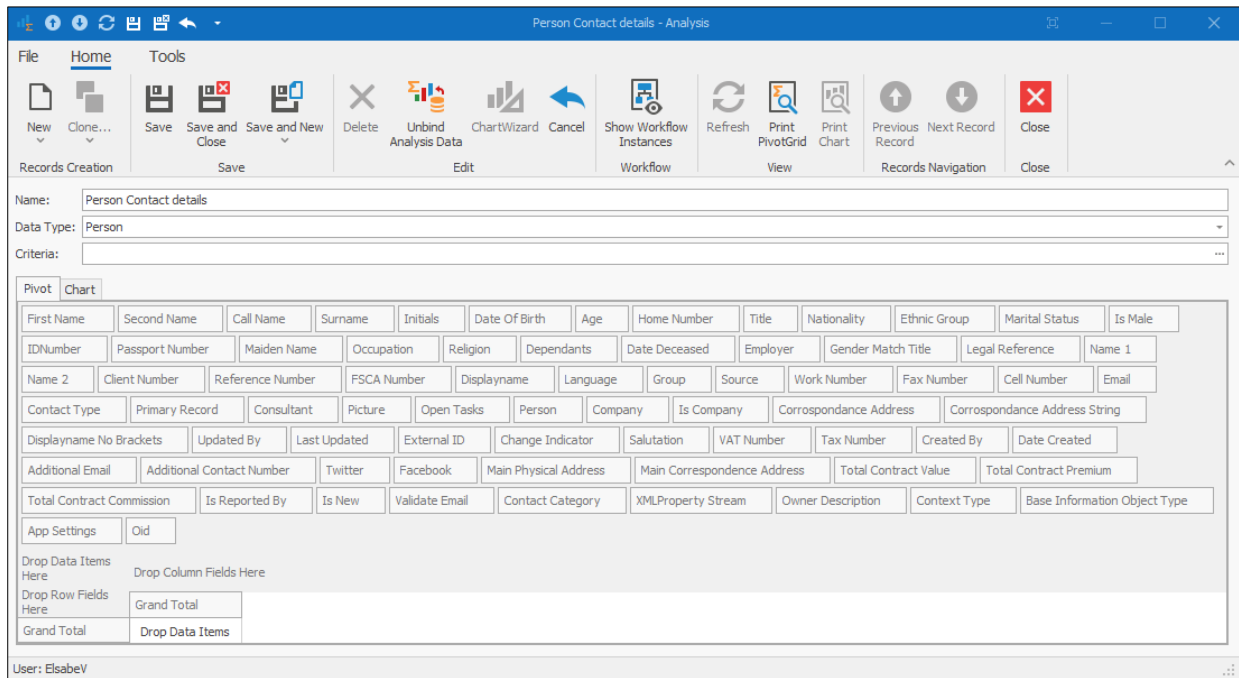 Person Contact details - Analysis
File Home Tools
New Clone... Save Save and Close Save and New Delete Unbind Analysis Data ChartWizard Cancel Show Workflow Instances Refresh Print PivotGrid Print Chart Previous Record Next Record Close
Records Creation Save Edit Workflow View Records Navigation Close
Name: Person Contact details
Data Type: Person
Criteria:
Pivot Chart
First Name Second Name Call Name Surname Initials Date Of Birth Age Home Number Title Nationality Ethnic Group Marital Status Is Male
IDNumber Passport Number Maiden Name Occupation Religion Dependants Date Deceased Employer Gender Match Title Legal Reference Name 1
Name 2 Client Number Reference Number FSCA Number Displayname Language Group Source Work Number Fax Number Cell Number Email
Contact Type Primary Record Consultant Picture Open Tasks Person Company Is Company Corrospondance Address Corrospondance Address String
Displayname No Brackets Updated By Last Updated External ID Change Indicator Salutation VAT Number Tax Number Created By Date Created
Additional Email Additional Contact Number Twitter Facebook Main Physical Address Main Correspondence Address Total Contract Value Total Contract Premium
Total Contract Commission Is Reported By Is New Validate Email Contact Category XMLProperty Stream Owner Description Context Type Base Information Object Type
App Settings Oid
Drop Data Items Here Drop Column Fields Here
Drop Row Fields Here Grand Total
Grand Total Drop Data Items
User: ElsabeV